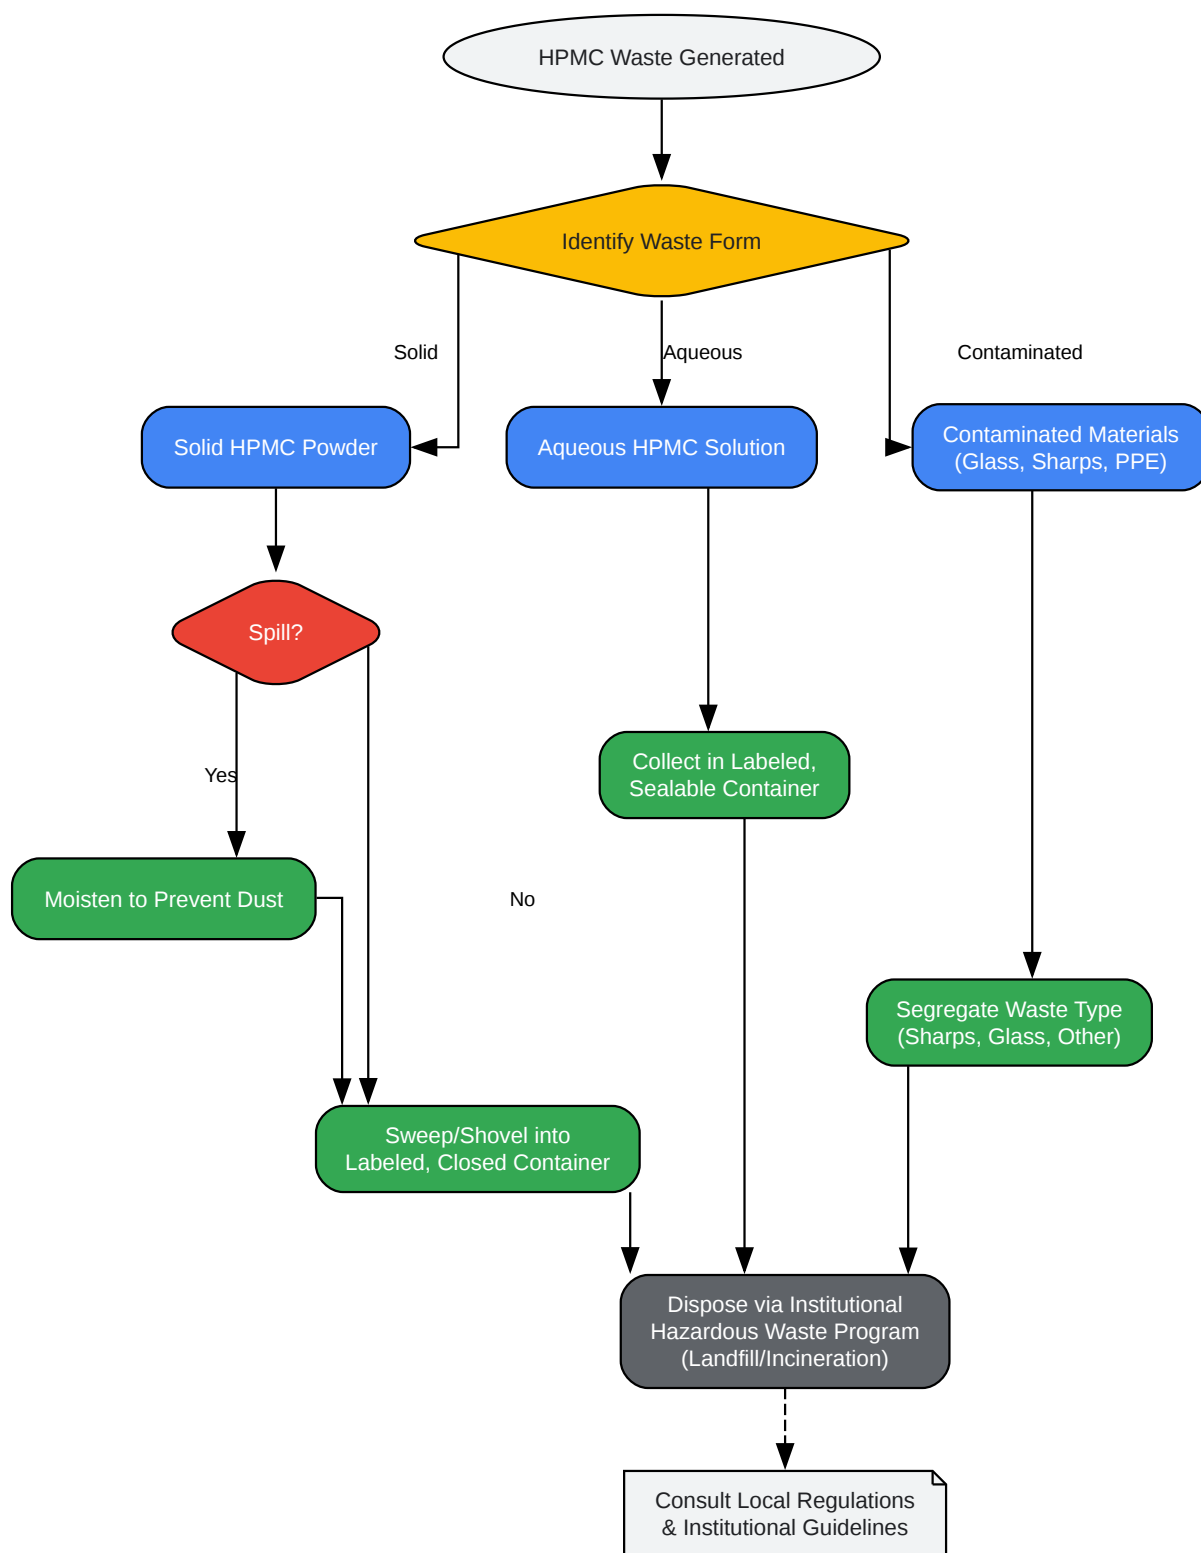 HPMC Waste Generated
Identify Waste Form
Solid
Aqueous
Contaminated
Solid HPMC Powder
Aqueous HPMC Solution
Contaminated Materials
(Glass, Sharps, PPE)
Spill?
Yes
Collect in Labeled,
Sealable Container
Moisten to Prevent Dust
No
Segregate Waste Type
(Sharps, Glass, Other)
Sweep/Shovel into
Labeled, Closed Container
Dispose via Institutional
Hazardous Waste Program
(Landfill/Incineration)
Consult Local Regulations
& Institutional Guidelines